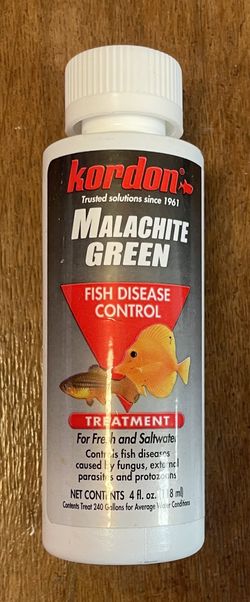 kordon
Trusted solutions since 1961
MALACHITE
GREEN
FISH DISEASE
CONTROL
TREATMENT
For Fresh and Saltwater
Controls fish diseases
caused by fungus, external
parasites and protozoans
NET CONTENTS 4 fl. oz. (118 ml)
Contents Treat 240 Gallons for Average Water Conditions